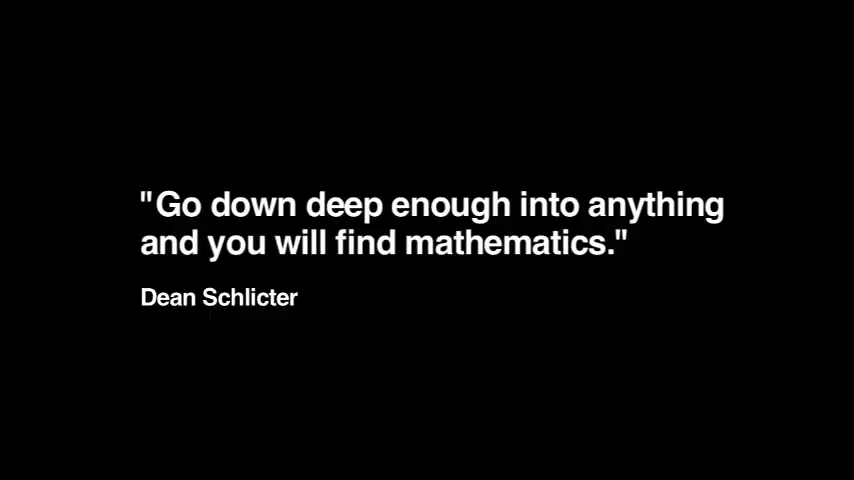 "Go down deep enough into anything
and you will find mathematics."
Dean Schlicter